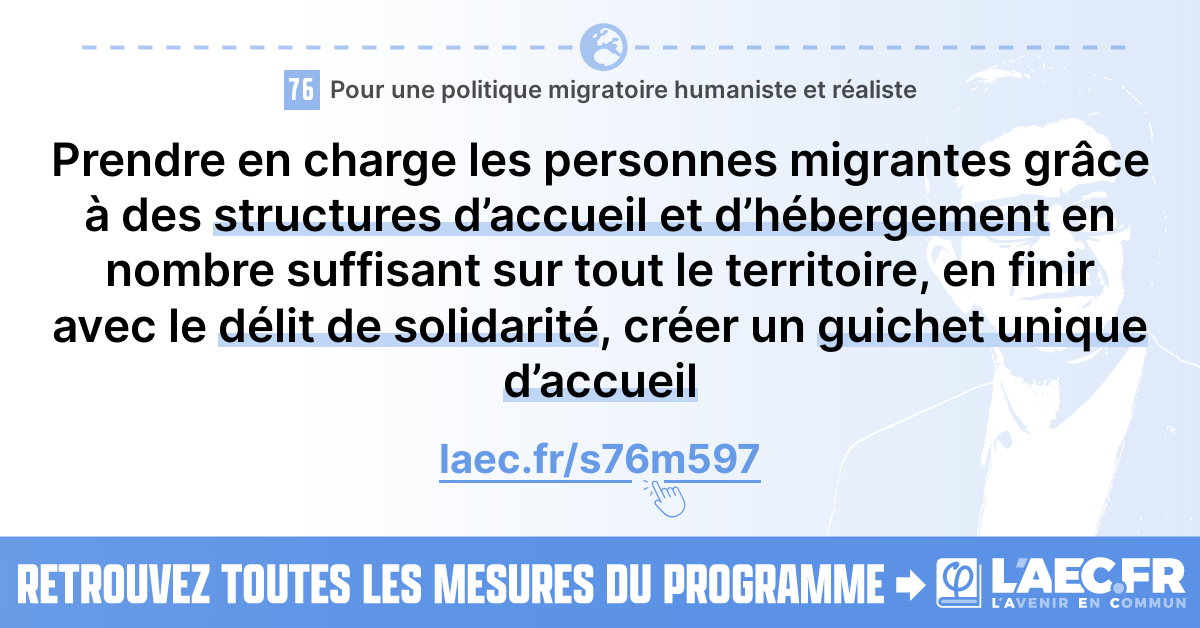 76 Pour une politique migratoire humaniste et réaliste
Prendre en charge les personnes migrantes grâce
à des structures d’accueil et d’hébergement en
nombre suffisant sur tout le territoire, en finir
avec le délit de solidarité, créer un guichet unique
d’accueil
laec.fr/s76m597
RETROUVEZ TOUTES LES MESURES DU PROGRAMME → φ L'AEC.FR
L'AVENIR EN COMMUN